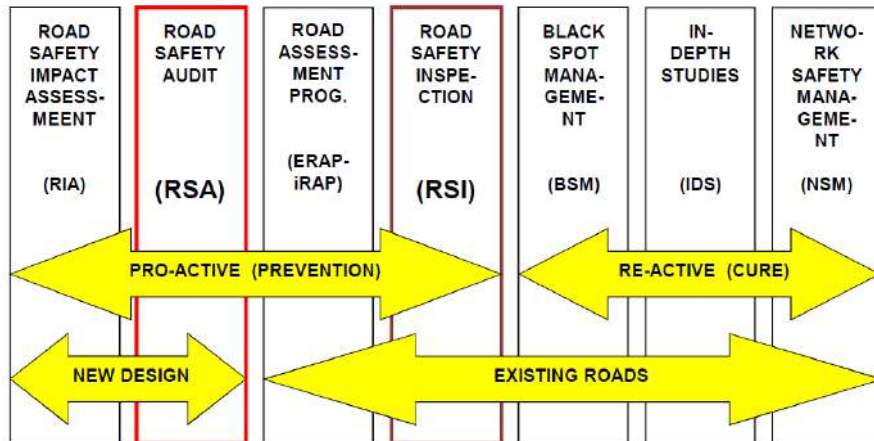 ROAD
SAFETY
IMPACT
ASSESS-
MEENT
(RIA)
ROAD
SAFETY
AUDIT
(RSA)
ROAD
ASSESS-
MENT
PROG.
(ERAP-
iRAP)
ROAD
SAFETY
INSPE-
CTION
(RSI)
BLACK
SPOT
MANA-
GEME-
NT
(BSM)
IN-
DEPTH
STUDIES
(IDS)
NETWO-
RK
SAFETY
MANA-
GEME-
NT
(NSM)
PRO-ACTIVE (PREVENTION)
RE-ACTIVE (CURE)
NEW DESIGN
EXISTING ROADS